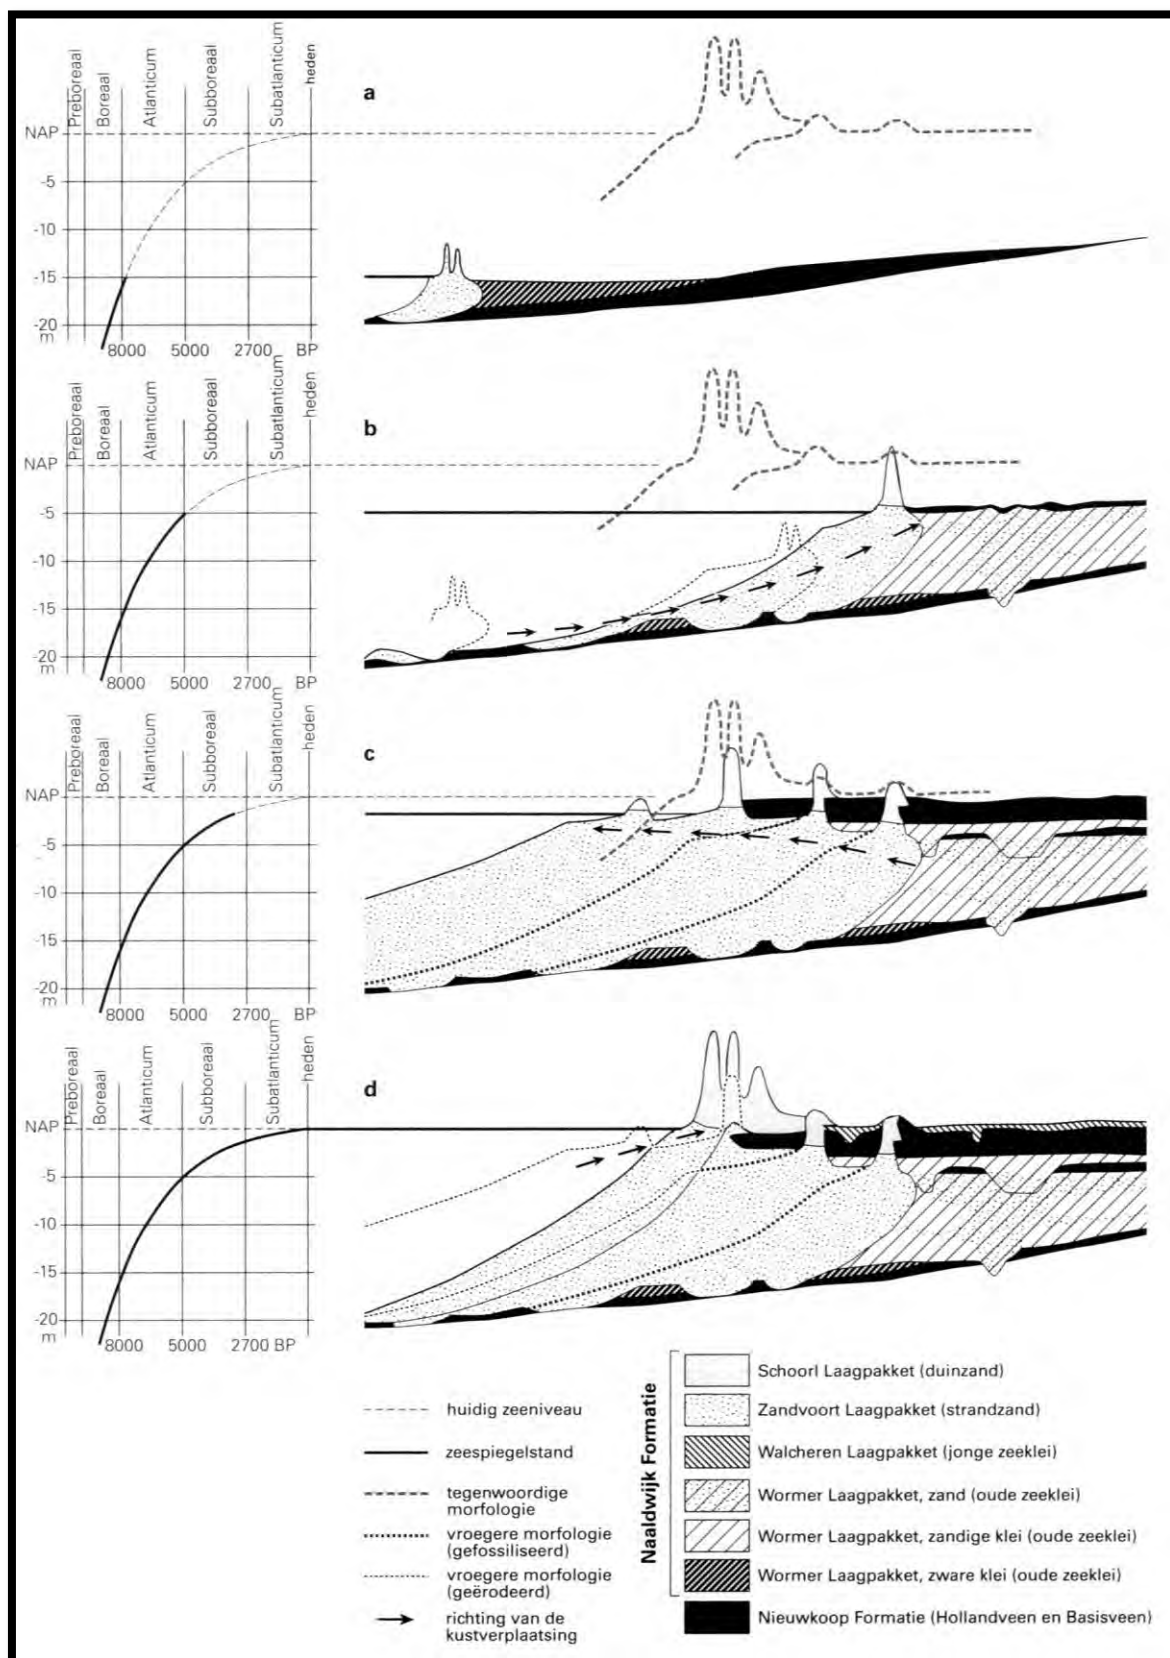 Preboreaal
Boreaal
Atlanticum
Subboreaal
Subatlanticum
heden
a
NAP
-5
-10
-15
-20
m
8000 5000 2700 BP
Preboreaal
Boreaal
Atlanticum
Subboreaal
Subatlanticum
heden
b
NAP
-5
-10
-15
-20
m
8000 5000 2700 BP
Preboreaal
Boreaal
Atlanticum
Subboreaal
Subatlanticum
heden
c
NAP
-5
-10
-15
-20
m
8000 5000 2700 BP
Preboreaal
Boreaal
Atlanticum
Subboreaal
Subatlanticum
heden
d
NAP
-5
-10
-15
-20
m
8000 5000 2700 BP
huidig zeeniveau
zeespiegelstand
tegenwoordige
morfologie
vroegere morfologie
(gefossiliseerd)
vroegere morfologie
(geërodeerd)
richting van de
kustverplaatsing
Naaldwijk Formatie
Schoorl Laagpakket (duinzand)
Zandvoort Laagpakket (strandzand)
Walcheren Laagpakket (jonge zeeklei)
Wormer Laagpakket, zand (oude zeeklei)
Wormer Laagpakket, zandige klei (oude zeeklei)
Wormer Laagpakket, zware klei (oude zeeklei)
Nieuwkoop Formatie (Hollandveen en Basisveen)